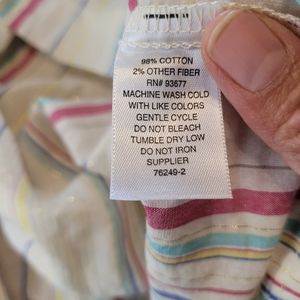 98% COTTON
2% OTHER FIBER
RN# 93677
MACHINE WASH COLD
WITH LIKE COLORS
GENTLE CYCLE
DO NOT BLEACH
TUMBLE DRY LOW
DO NOT IRON
SUPPLIER
76249-2